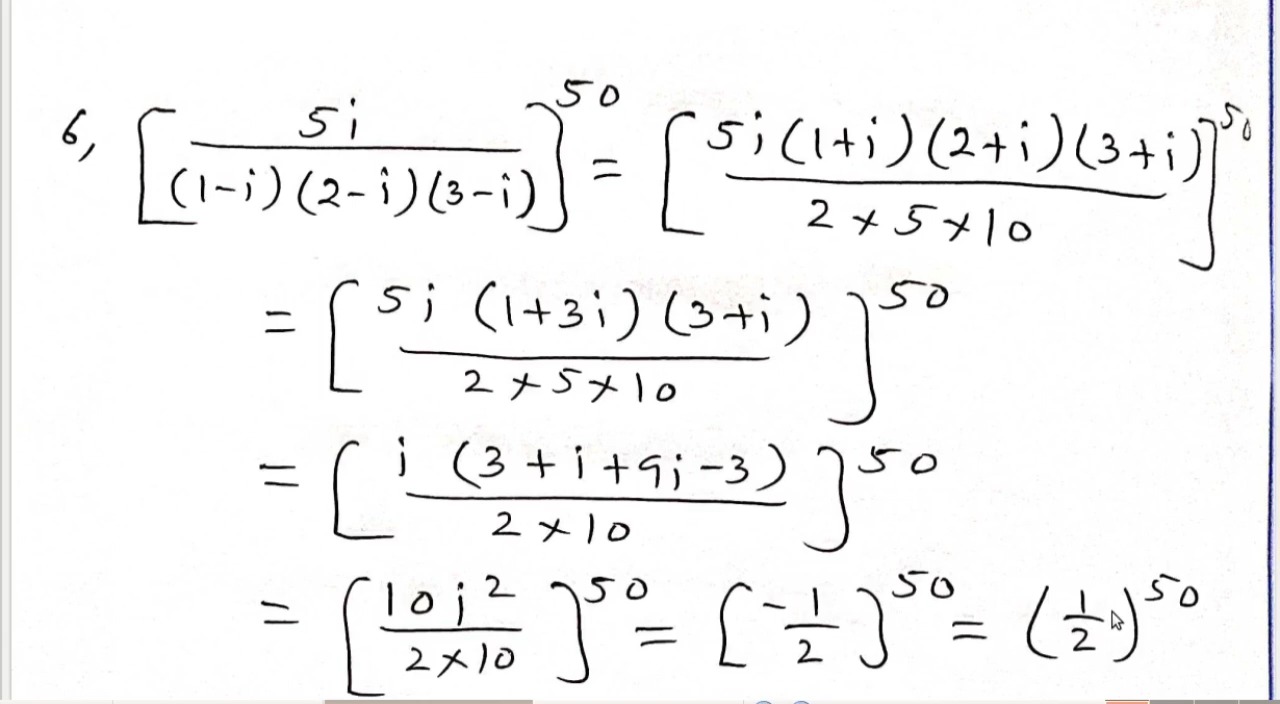 6, [5i/((1-i)(2-i)(3-i))]^50 = [5i(1+i)(2+i)(3+i)/(2×5×10)]^50
= [5i (1+3i)(3+i)/(2×5×10)]^50
= [i (3+i+9i-3)/(2×10)]^50
= [10i^2/(2×10)]^50 = [-1/2]^50 = (1/2)^50